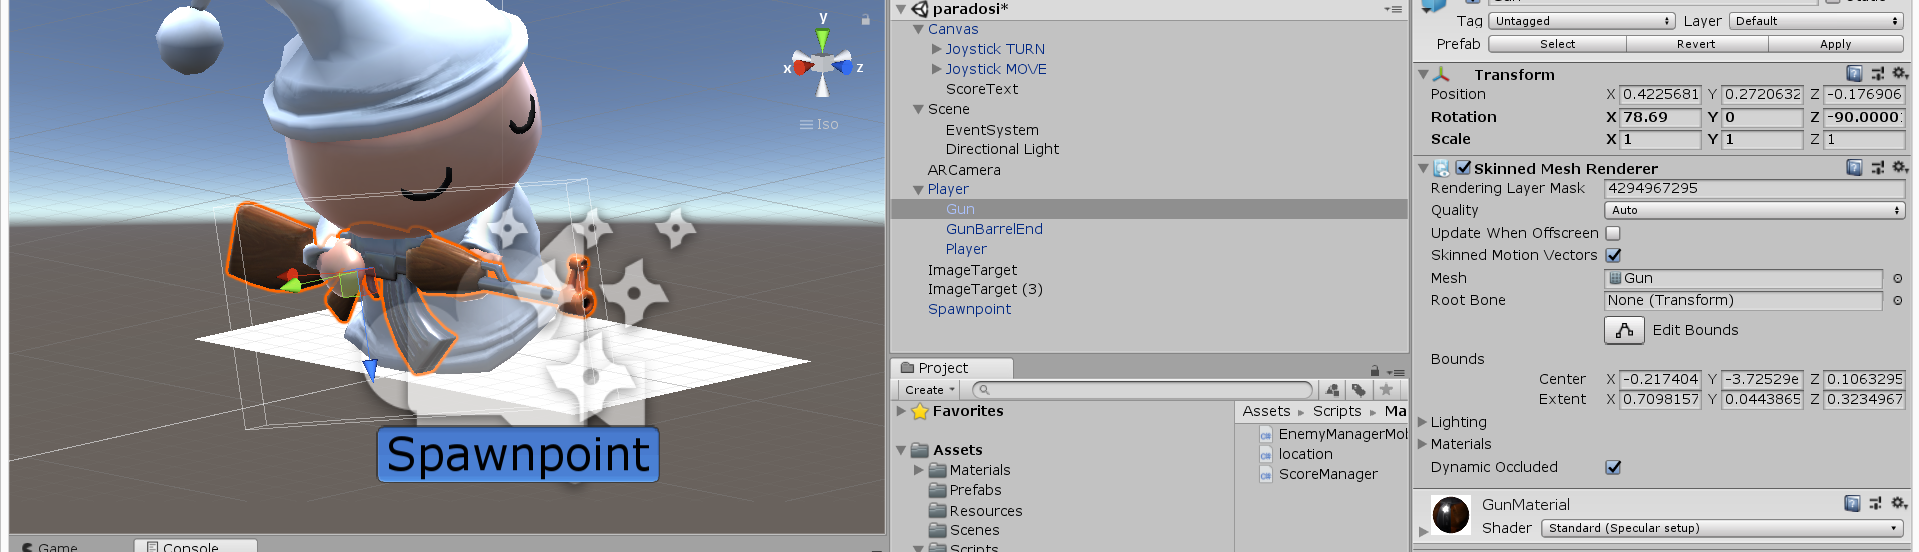 y
x
z
Iso
Spawnpoint
Game
Console
paradosi*
Canvas
Joystick TURN
Joystick MOVE
ScoreText
Scene
EventSystem
Directional Light
ARCamera
Player
Gun
GunBarrelEnd
Player
ImageTarget
ImageTarget (3)
Spawnpoint
Project
Create
Favorites
Assets
Materials
Prefabs
Resources
Scenes
Scripts
Assets ▸ Scripts ▸ Ma
EnemyManagerMo
location
ScoreManager
Tag Untagged Layer Default
Prefab Select Revert Apply
Transform
Position X 0.4225681 Y 0.2720632 Z -0.176906
Rotation X 78.69 Y 0 Z -90.0000
Scale X 1 Y 1 Z 1
Skinned Mesh Renderer
Rendering Layer Mask 4294967295
Quality Auto
Update When Offscreen
Skinned Motion Vectors
Mesh Gun
Root Bone None (Transform)
Edit Bounds
Bounds
Center X -0.217404 Y -3.72529e Z 0.1063295
Extent X 0.7098157 Y 0.0443865 Z 0.3234967
Lighting
Materials
Dynamic Occluded
GunMaterial
Shader Standard (Specular setup)